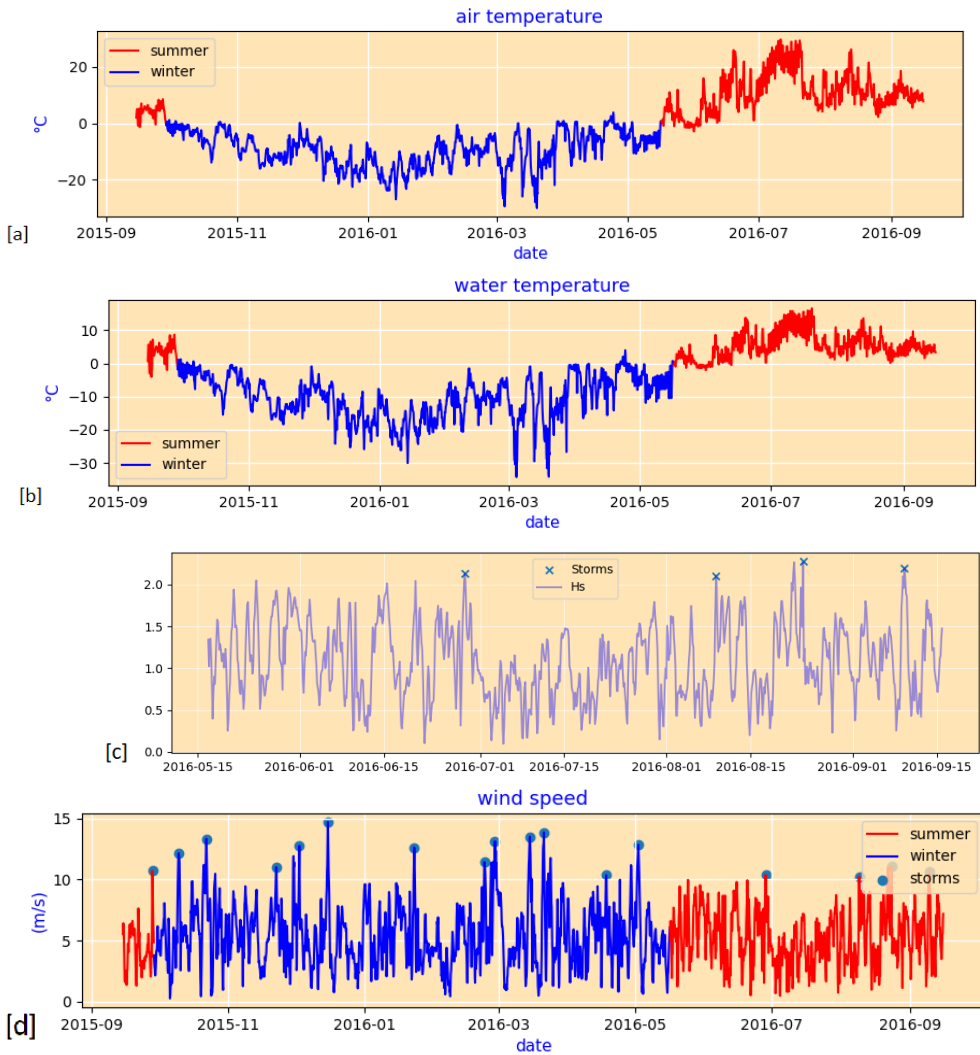 air temperature
summer
winter
20
0
−20
°C
2015-09 2015-11 2016-01 2016-03 2016-05 2016-07 2016-09
date
[a]
water temperature
10
0
−10
−20
−30
°C
summer
winter
2015-09 2015-11 2016-01 2016-03 2016-05 2016-07 2016-09
date
[b]
Storms
Hs
2.0
1.5
1.0
0.5
0.0
2016-05-15 2016-06-01 2016-06-15 2016-07-01 2016-07-15 2016-08-01 2016-08-15 2016-09-01 2016-09-15
[c]
wind speed
summer
winter
storms
15
10
5
0
(m/s)
2015-09 2015-11 2016-01 2016-03 2016-05 2016-07 2016-09
date
[d]